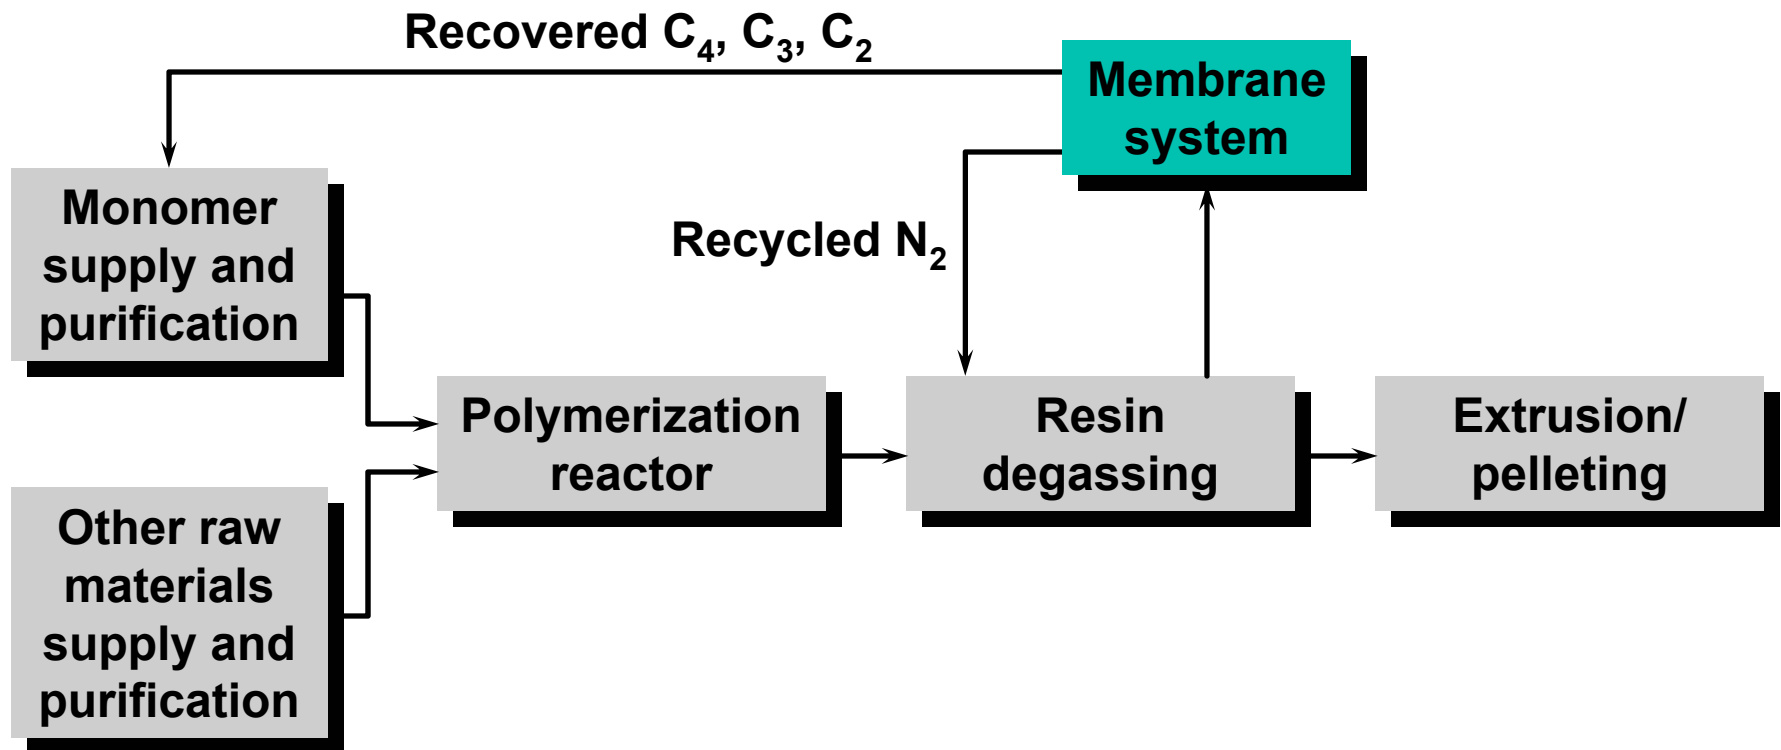 Recovered C₄, C₃, C₂
Membrane
system
Monomer
supply and
purification
Recycled N₂
Polymerization
reactor
Resin
degassing
Extrusion/
pelleting
Other raw
materials
supply and
purification